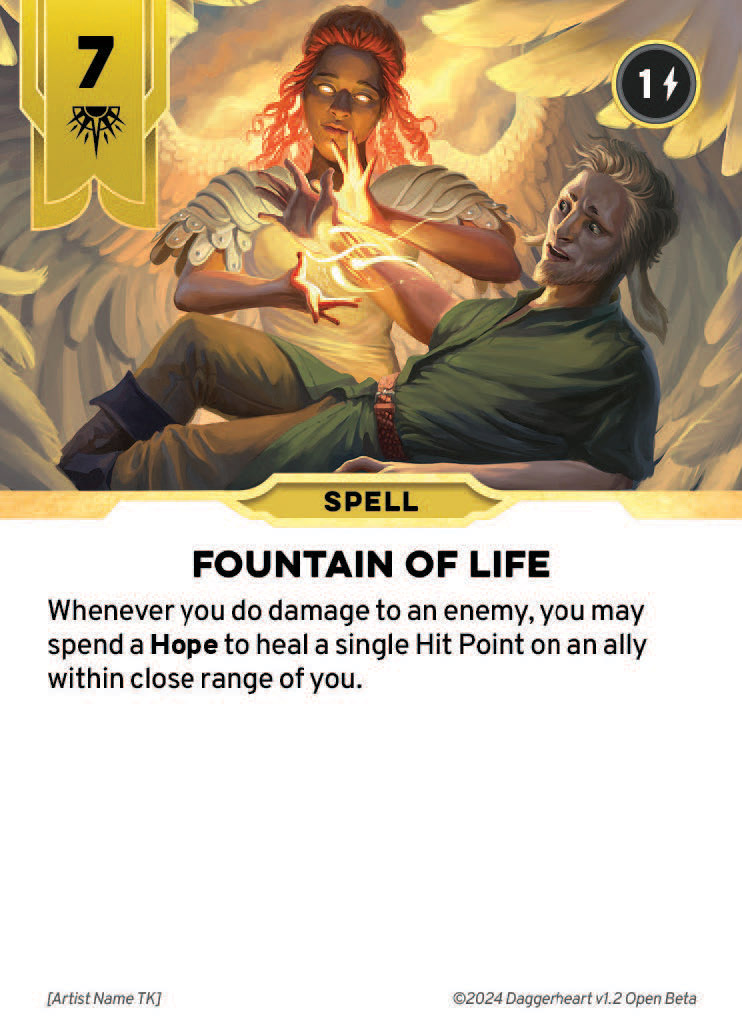 7
1
SPELL
FOUNTAIN OF LIFE
Whenever you do damage to an enemy, you may
spend a Hope to heal a single Hit Point on an ally
within close range of you.
[Artist Name TK]
©2024 Daggerheart v1.2 Open Beta